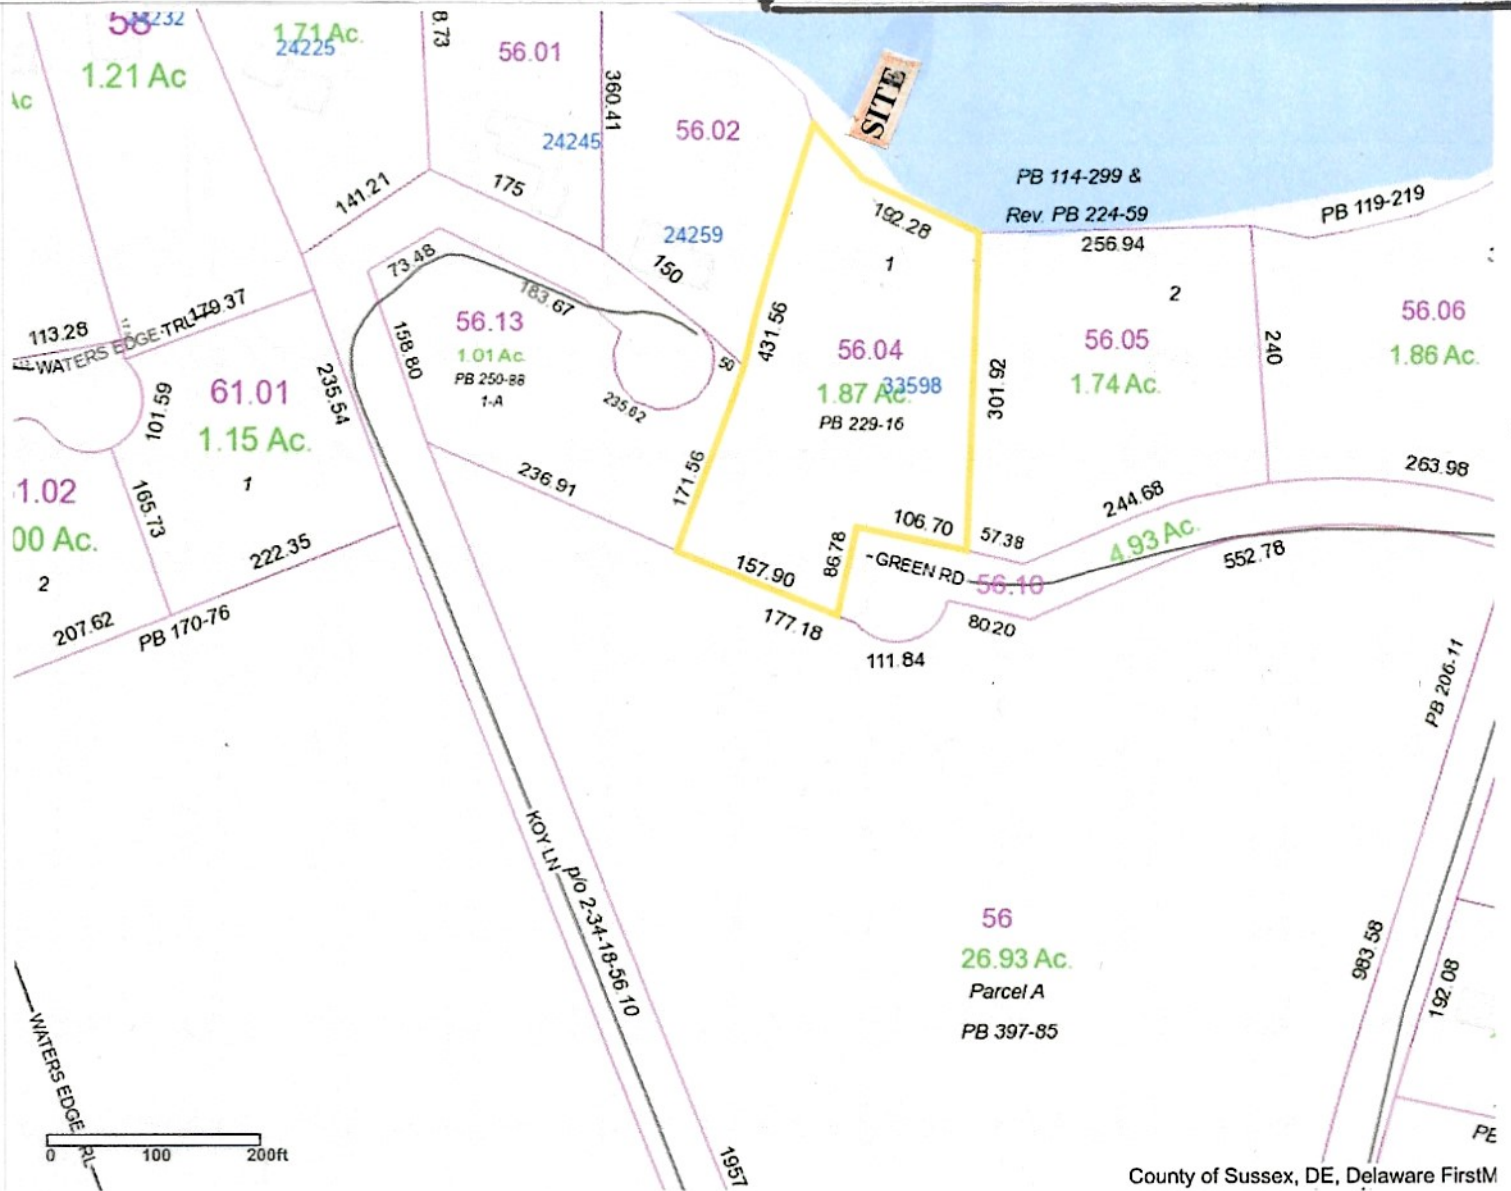 58
24232
1.21 Ac
Ac
1.71 Ac.
24225
8.73
56.01
360.41
24245
56.02
24259
SITE
PB 114-299 &
Rev. PB 224-59
PB 119-219
141.21
175
150
192.28
1
256.94
2
73.48
183.67
56.13
1.01 Ac.
PB 250-88
1-A
158.80
50
235.62
431.56
56.04
1.87 Ac.
33598
PB 229-16
301.92
56.05
1.74 Ac.
240
56.06
1.86 Ac.
113.28
179.37
WATERS EDGE TRL
61.01
1.15 Ac.
1
101.59
235.54
165.73
1.02
00 Ac.
2
222.35
207.62
PB 170-76
236.91
171.56
157.90
177.18
86.78
106.70
57.38
GREEN RD
56.10
244.68
4.93 Ac.
263.98
552.78
80.20
111.84
PB 206-11
KOY LN
p/o 2-34-18-56.10
56
26.93 Ac.
Parcel A
PB 397-85
983.58
192.08
WATERS EDGE RL
1957
0 100 200ft
PE
County of Sussex, DE, Delaware FirstM